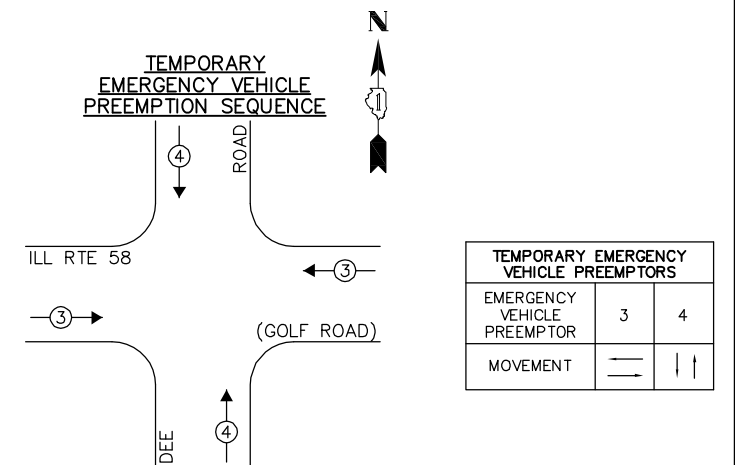 N
1
TEMPORARY
EMERGENCY VEHICLE
PREEMPTION SEQUENCE
4
ROAD
ILL RTE 58
3
3
(GOLF ROAD)
4
DEE
TEMPORARY EMERGENCY
VEHICLE PREEMPTORS
EMERGENCY
VEHICLE
PREEMPTOR
3
4
MOVEMENT